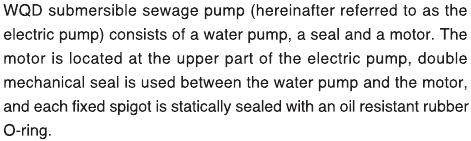 WQD submersible sewage pump (hereinafter referred to as the
electric pump) consists of a water pump, a seal and a motor. The
motor is located at the upper part of the electric pump, double
mechanical seal is used between the water pump and the motor,
and each fixed spigot is statically sealed with an oil resistant rubber
O-ring.